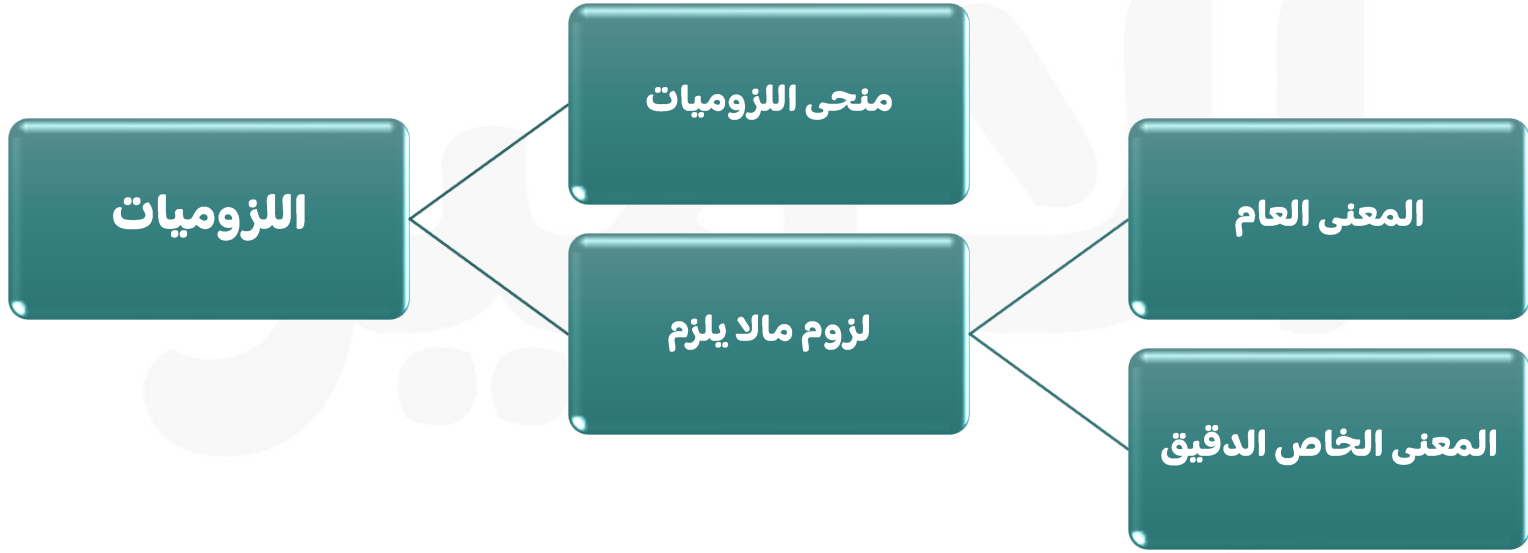 اللزوميات
منحى اللزوميات
لزوم مالا يلزم
المعنى العام
المعنى الخاص الدقيق